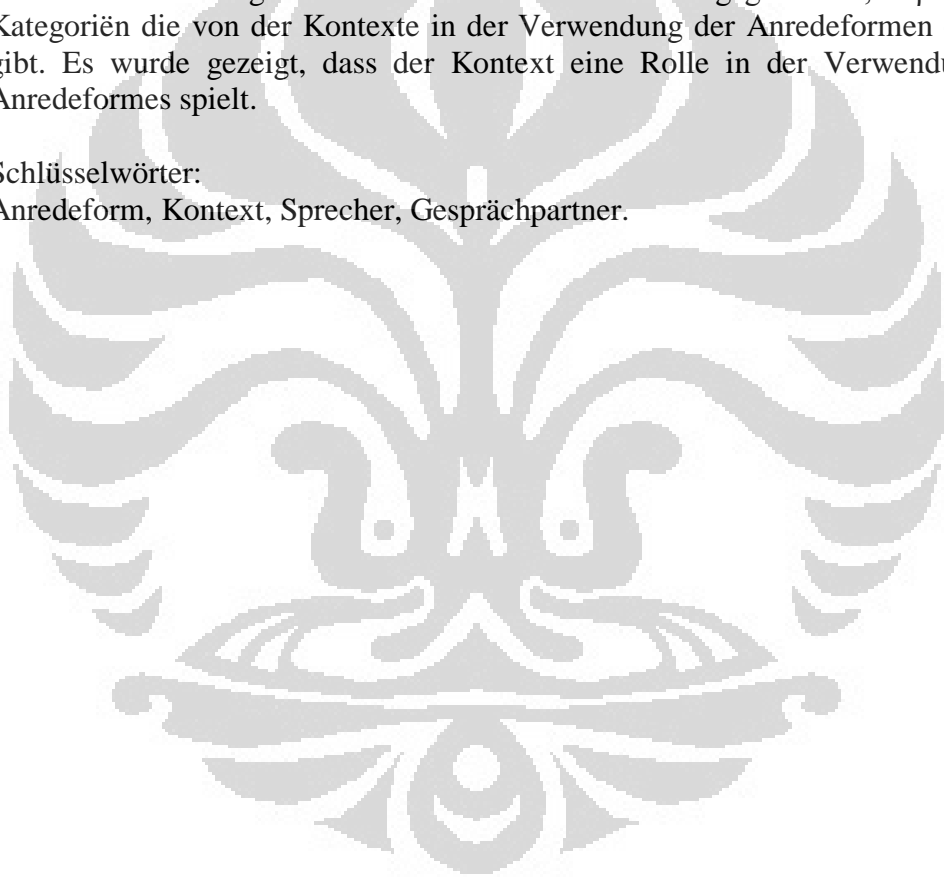 Kategoriën die von der Kontexte in der Verwendung der Anredeformen
gibt. Es wurde gezeigt, dass der Kontext eine Rolle in der
Anredeformes spielt.
Schlüsselwörter:
Anredeform, Kontext, Sprecher, Gesprächpartner.